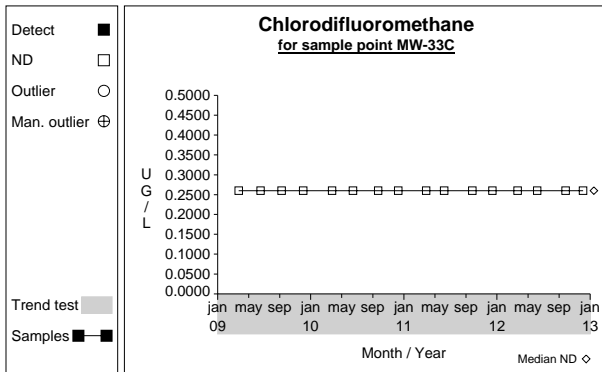 Detect
ND
Outlier
Man. outlier
Trend test
Samples
Chlorodifluoromethane
for sample point MW-33C
U
G
/
L
0.5000
0.4500
0.4000
0.3500
0.3000
0.2500
0.2000
0.1500
0.1000
0.0500
0.0000
jan may sep jan may sep jan may sep jan may sep jan
09 10 11 12 13
Month / Year
Median ND